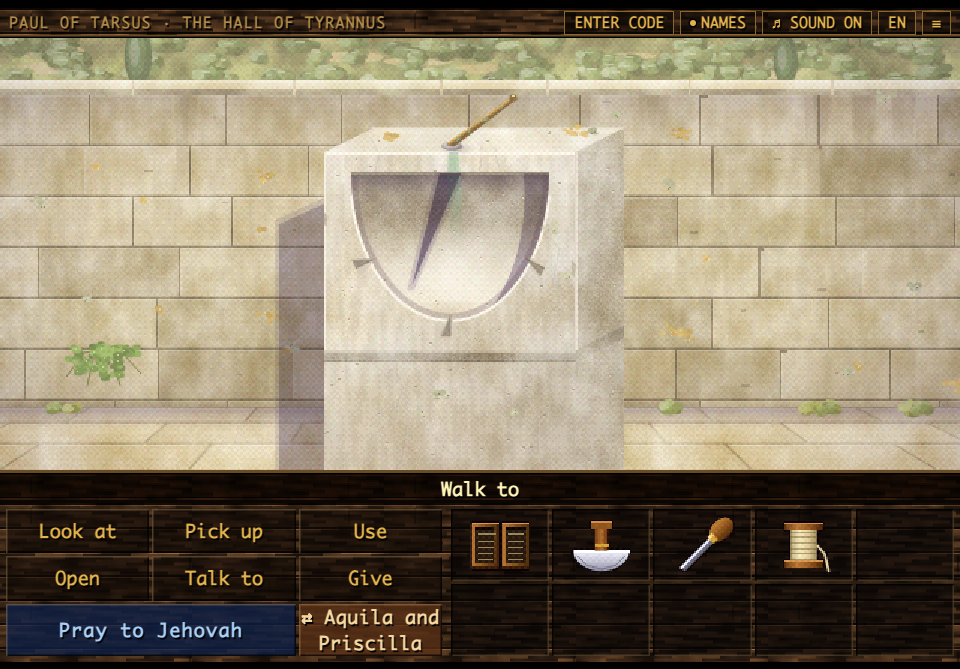 PAUL OF TARSUS · THE HALL OF TYRANNUS
ENTER CODE
● NAMES
♬ SOUND ON
EN
≡
Walk to
Look at
Pick up
Use
Open
Talk to
Give
Pray to Jehovah
⇄ Aquila and
Priscilla